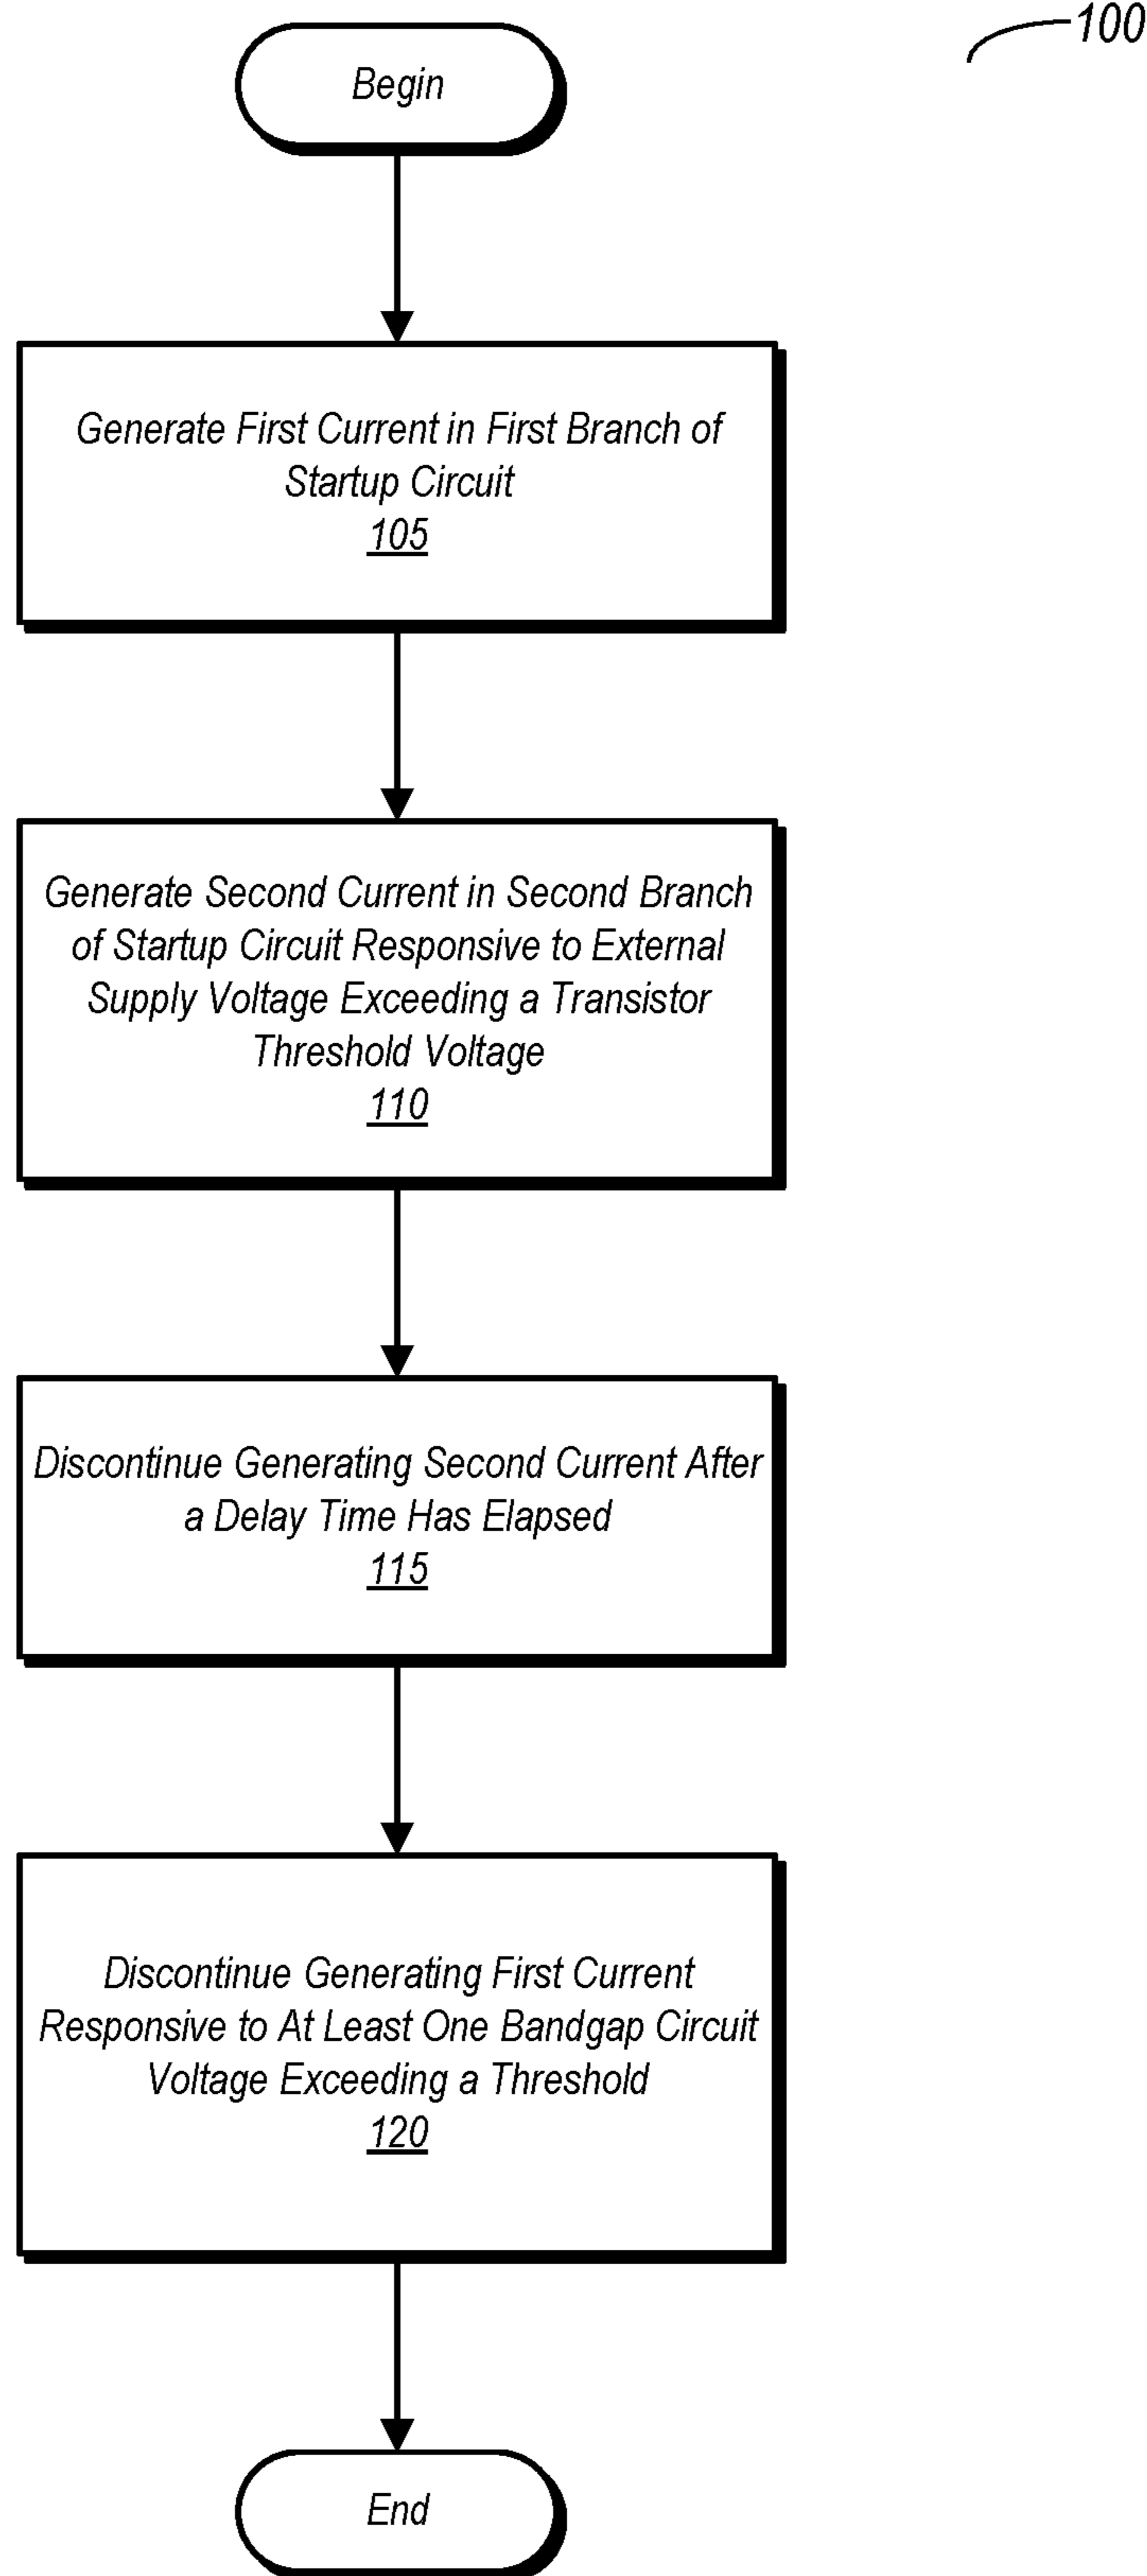 100
Begin
Generate First Current in First Branch of
Startup Circuit
105
Generate Second Current in Second Branch
of Startup Circuit Responsive to External
Supply Voltage Exceeding a Transistor
Threshold Voltage
110
Discontinue Generating Second Current After
a Delay Time Has Elapsed
115
Discontinue Generating First Current
Responsive to At Least One Bandgap Circuit
Voltage Exceeding a Threshold
120
End